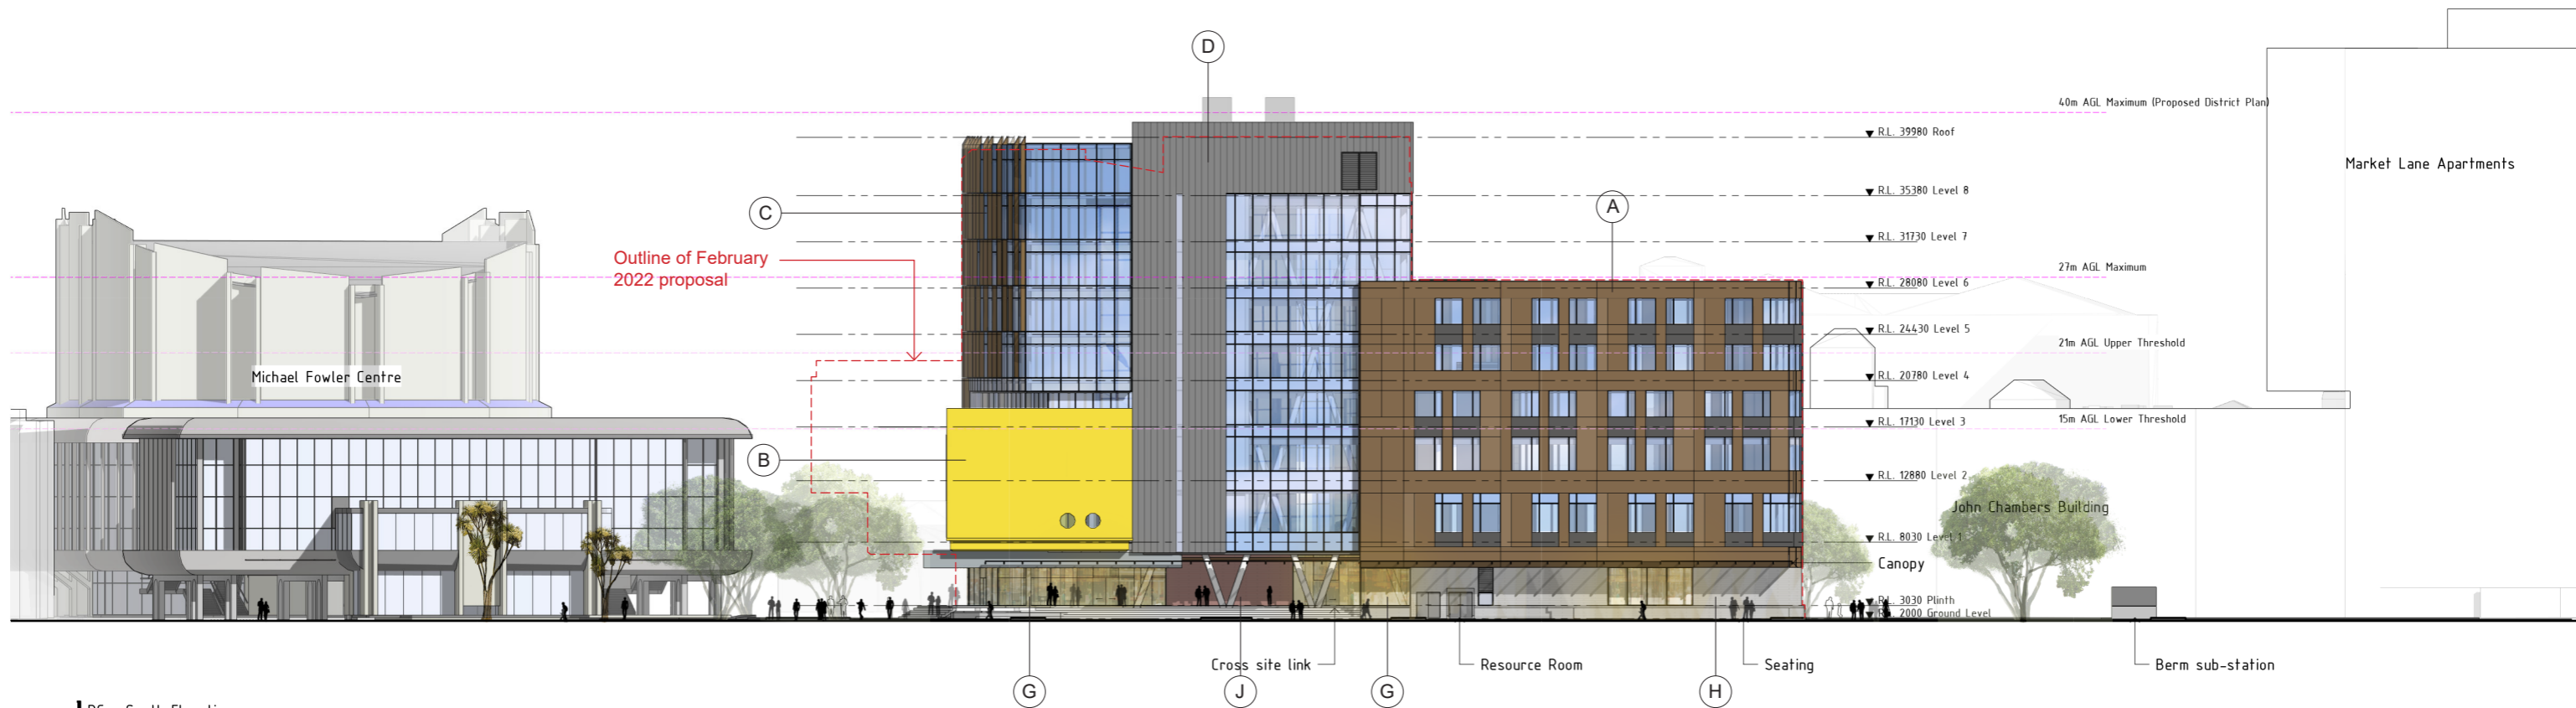 D
40m AGL Maximum (Proposed District Plan)
R.L. 39980 Roof
Market Lane Apartments
R.L. 35380 Level 8
C
A
R.L. 31730 Level 7
Outline of February
2022 proposal
27m AGL Maximum
R.L. 28080 Level 6
R.L. 24430 Level 5
21m AGL Upper Threshold
Michael Fowler Centre
R.L. 20780 Level 4
R.L. 17130 Level 3
15m AGL Lower Threshold
B
R.L. 12880 Level 2
John Chambers Building
R.L. 8030 Level 1
Canopy
R.L. 3030 Plinth
2000 Ground Level
Cross site link
Resource Room
Seating
Berm sub-station
G
J
G
H